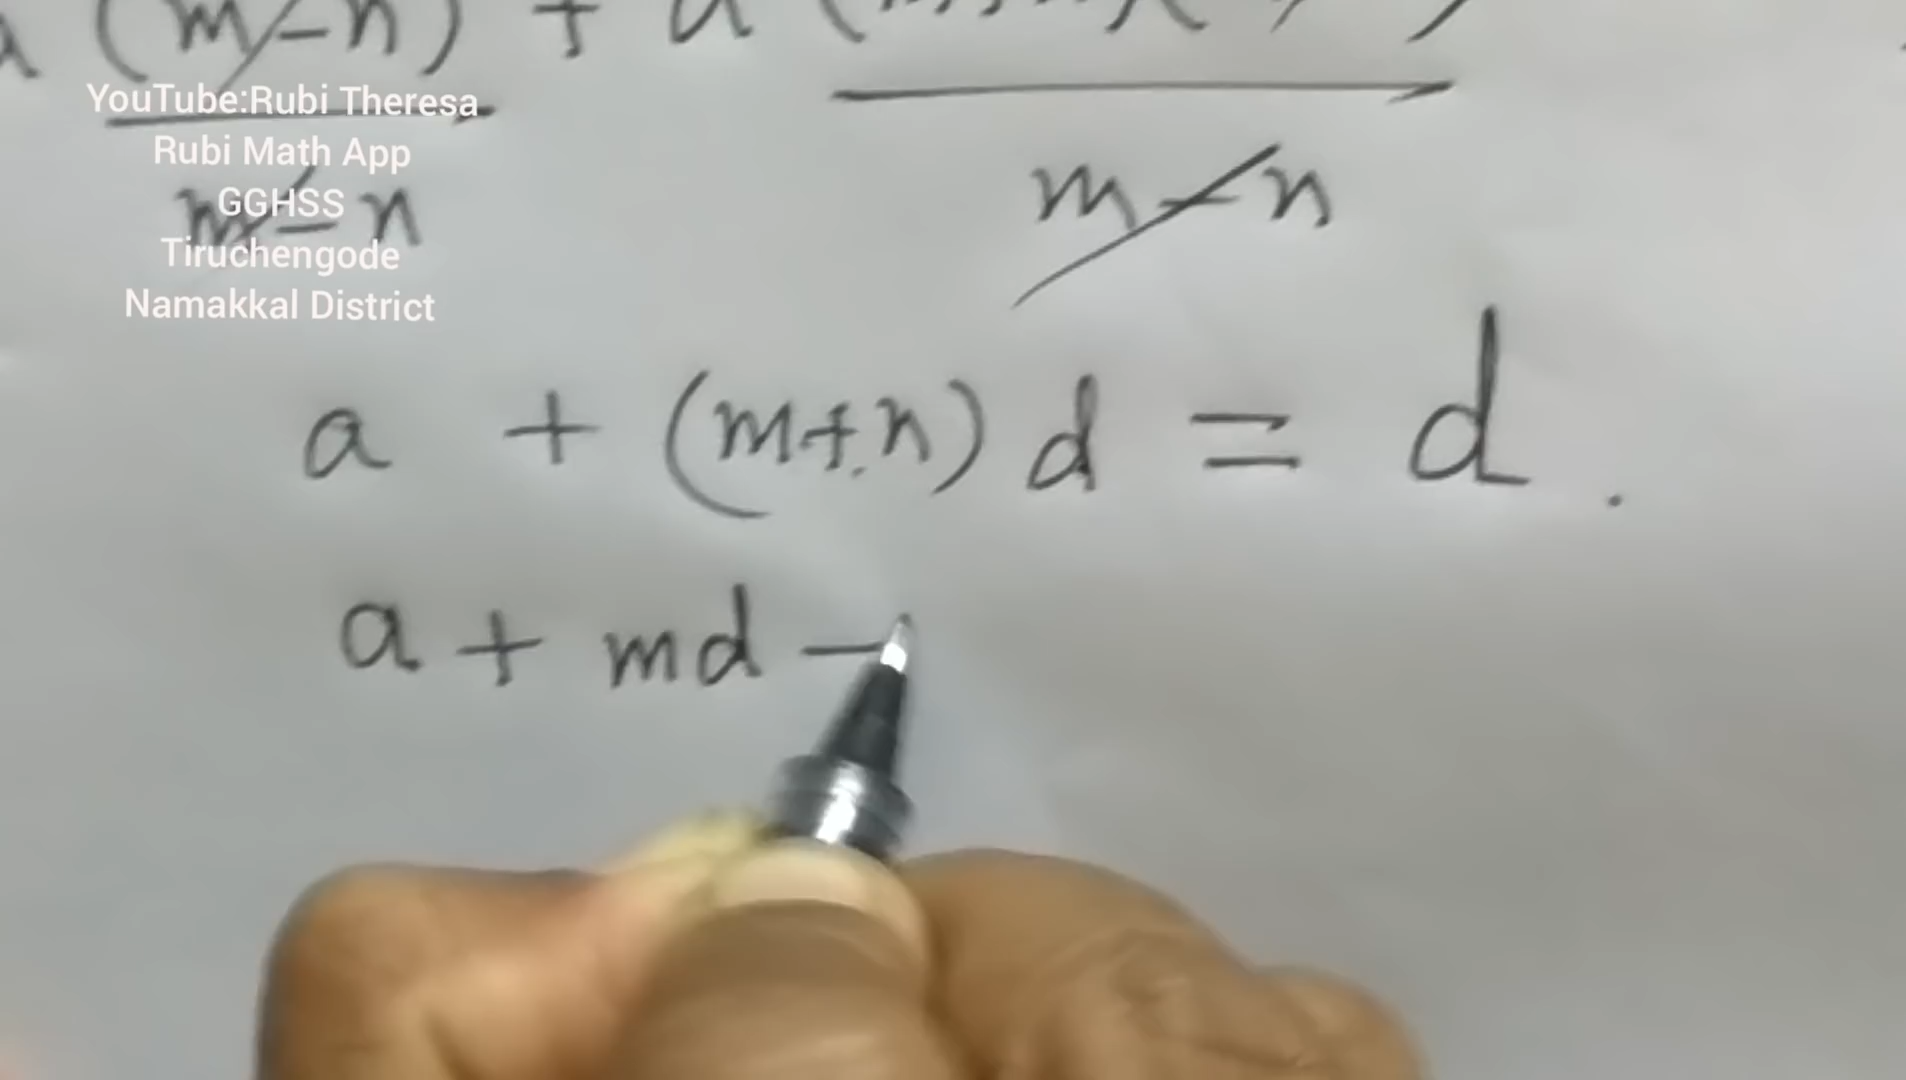 (m-n) + d (
YouTube:Rubi Theresa
Rubi Math App
GGHSS
Tiruchengode
Namakkal District
m-n m-n
a + (m+n) d = d.
a + md -